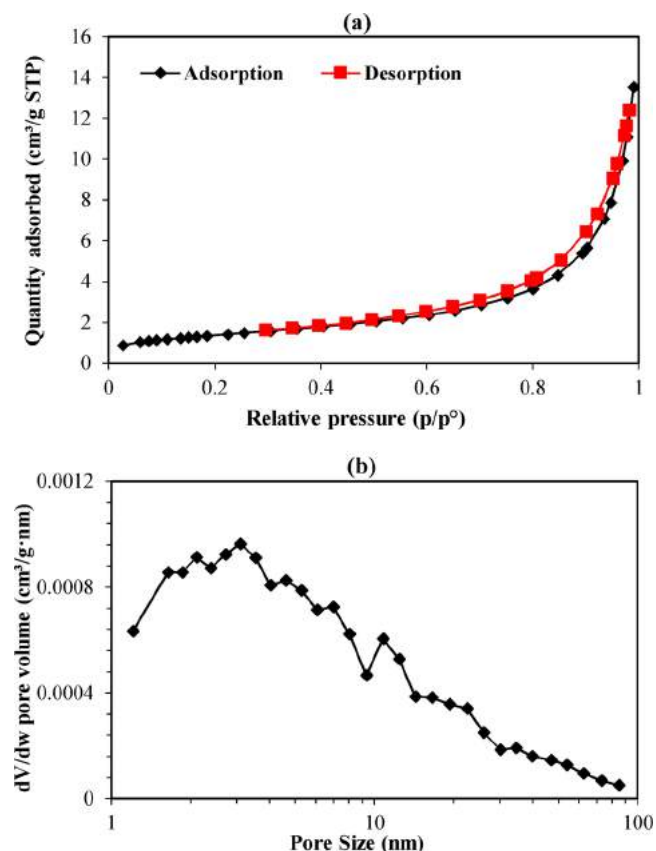 (a)
Adsorption
Desorption
Quantity adsorbed (cm³/g STP)
16
14
12
10
8
6
4
2
0
0
0.2
0.4
0.6
0.8
1
Relative pressure (p/p°)
(b)
dV/dw pore volume (cm³/g·nm)
0.0012
0.0008
0.0004
0
1
10
100
Pore Size (nm)